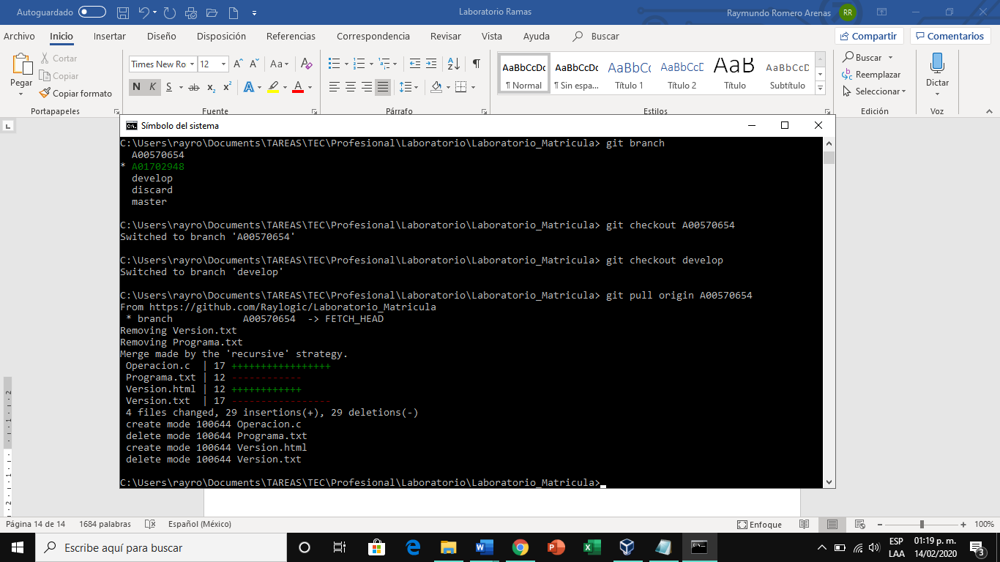 Autoguardado
Laboratorio Ramas
Raymundo Romero Arenas
RR
Archivo Inicio Insertar Diseño Disposición Referencias Correspondencia Revisar Vista Ayuda Buscar
Compartir Comentarios
Pegar
Cortar
Copiar
Copiar formato
Portapapeles
Times New Ro 12
Aa
N K S ab x₂ x²
Fuente
Párrafo
AaBbCcDc AaBbCcDc AaBbCc AaBbCcD AaB AaBbCcD
¶ Normal ¶ Sin espa... Título 1 Título 2 Título Subtítulo
Estilos
Buscar
Reemplazar
Seleccionar
Edición
Dictar
Voz
Símbolo del sistema
C:\Users\rayro\Documents\TAREAS\TEC\Profesional\Laboratorio\Laboratorio_Matricula> git branch
A00570654
* A01702948
develop
discard
master
C:\Users\rayro\Documents\TAREAS\TEC\Profesional\Laboratorio\Laboratorio_Matricula> git checkout A00570654
Switched to branch 'A00570654'
C:\Users\rayro\Documents\TAREAS\TEC\Profesional\Laboratorio\Laboratorio_Matricula> git checkout develop
Switched to branch 'develop'
C:\Users\rayro\Documents\TAREAS\TEC\Profesional\Laboratorio\Laboratorio_Matricula> git pull origin A00570654
From https://github.com/Raylogic/Laboratorio_Matricula
* branch A00570654 -> FETCH_HEAD
Removing Version.txt
Removing Programa.txt
Merge made by the 'recursive' strategy.
Operacion.c | 17 +++++++++++++++++
Programa.txt | 12 ------------
Version.html | 12 ++++++++++++
Version.txt | 17 -----------------
4 files changed, 29 insertions(+), 29 deletions(-)
create mode 100644 Operacion.c
delete mode 100644 Programa.txt
create mode 100644 Version.html
delete mode 100644 Version.txt
C:\Users\rayro\Documents\TAREAS\TEC\Profesional\Laboratorio\Laboratorio_Matricula>
Página 14 de 14 1684 palabras Español (México) Enfoque 100%
Escribe aquí para buscar
ESP
LAA
01:19 p. m.
14/02/2020
3